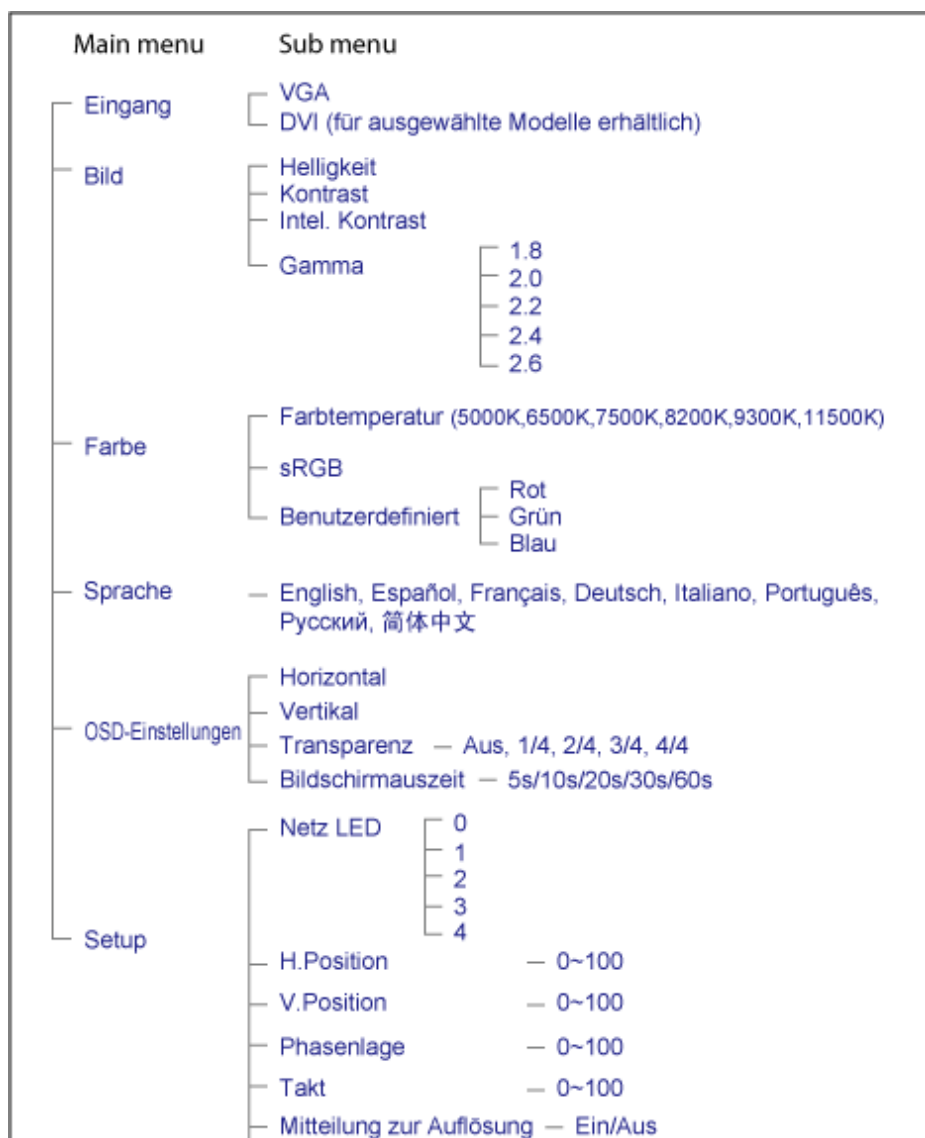 Main menu Sub menu
Eingang
VGA
DVI (für ausgewählte Modelle erhältlich)
Bild
Helligkeit
Kontrast
Intel. Kontrast
Gamma
1.8
2.0
2.2
2.4
2.6
Farbe
Farbtemperatur (5000K,6500K,7500K,8200K,9300K,11500K)
sRGB
Benutzerdefiniert
Rot
Grün
Blau
Sprache
English, Español, Français, Deutsch, Italiano, Português,
Русский, 简体中文
OSD-Einstellungen
Horizontal
Vertikal
Transparenz — Aus, 1/4, 2/4, 3/4, 4/4
Bildschirmauszeit — 5s/10s/20s/30s/60s
Setup
Netz LED
0
1
2
3
4
H.Position — 0~100
V.Position — 0~100
Phasenlage — 0~100
Takt — 0~100
Mitteilung zur Auflösung — Ein/Aus